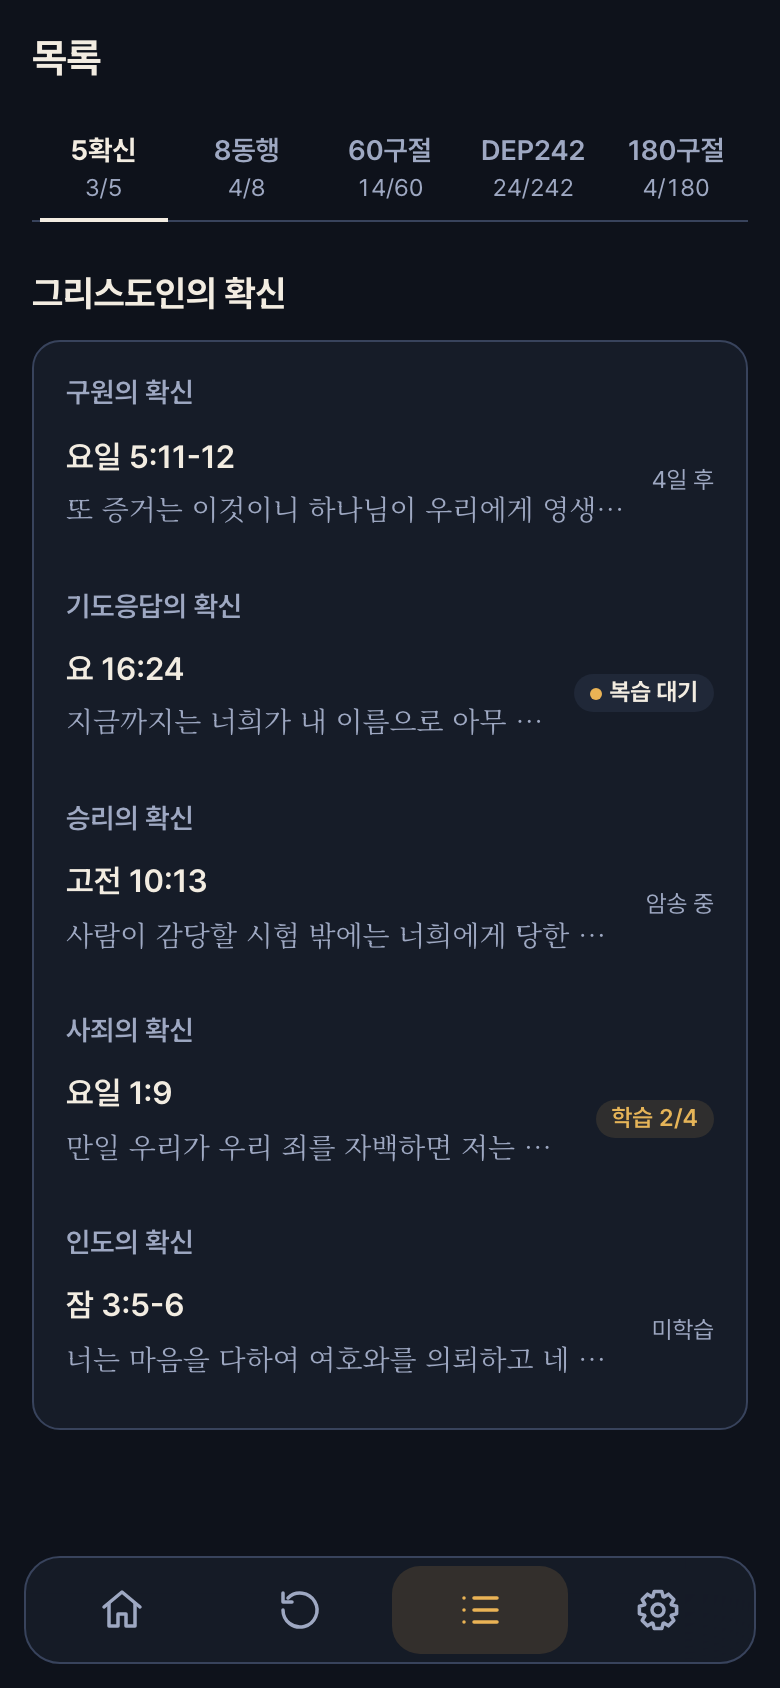 목록
5확신 8동행 60구절 DEP242 180구절
3/5 4/8 14/60 24/242 4/180
그리스도인의 확신
구원의 확신
요일 5:11-12
4일 후
또 증거는 이것이니 하나님이 우리에게 영생…
기도응답의 확신
요 16:24
복습 대기
지금까지는 너희가 내 이름으로 아무 …
승리의 확신
고전 10:13
암송 중
사람이 감당할 시험 밖에는 너희에게 당한 …
사죄의 확신
요일 1:9
학습 2/4
만일 우리가 우리 죄를 자백하면 저는 …
인도의 확신
잠 3:5-6
미학습
너는 마음을 다하여 여호와를 의뢰하고 네 …